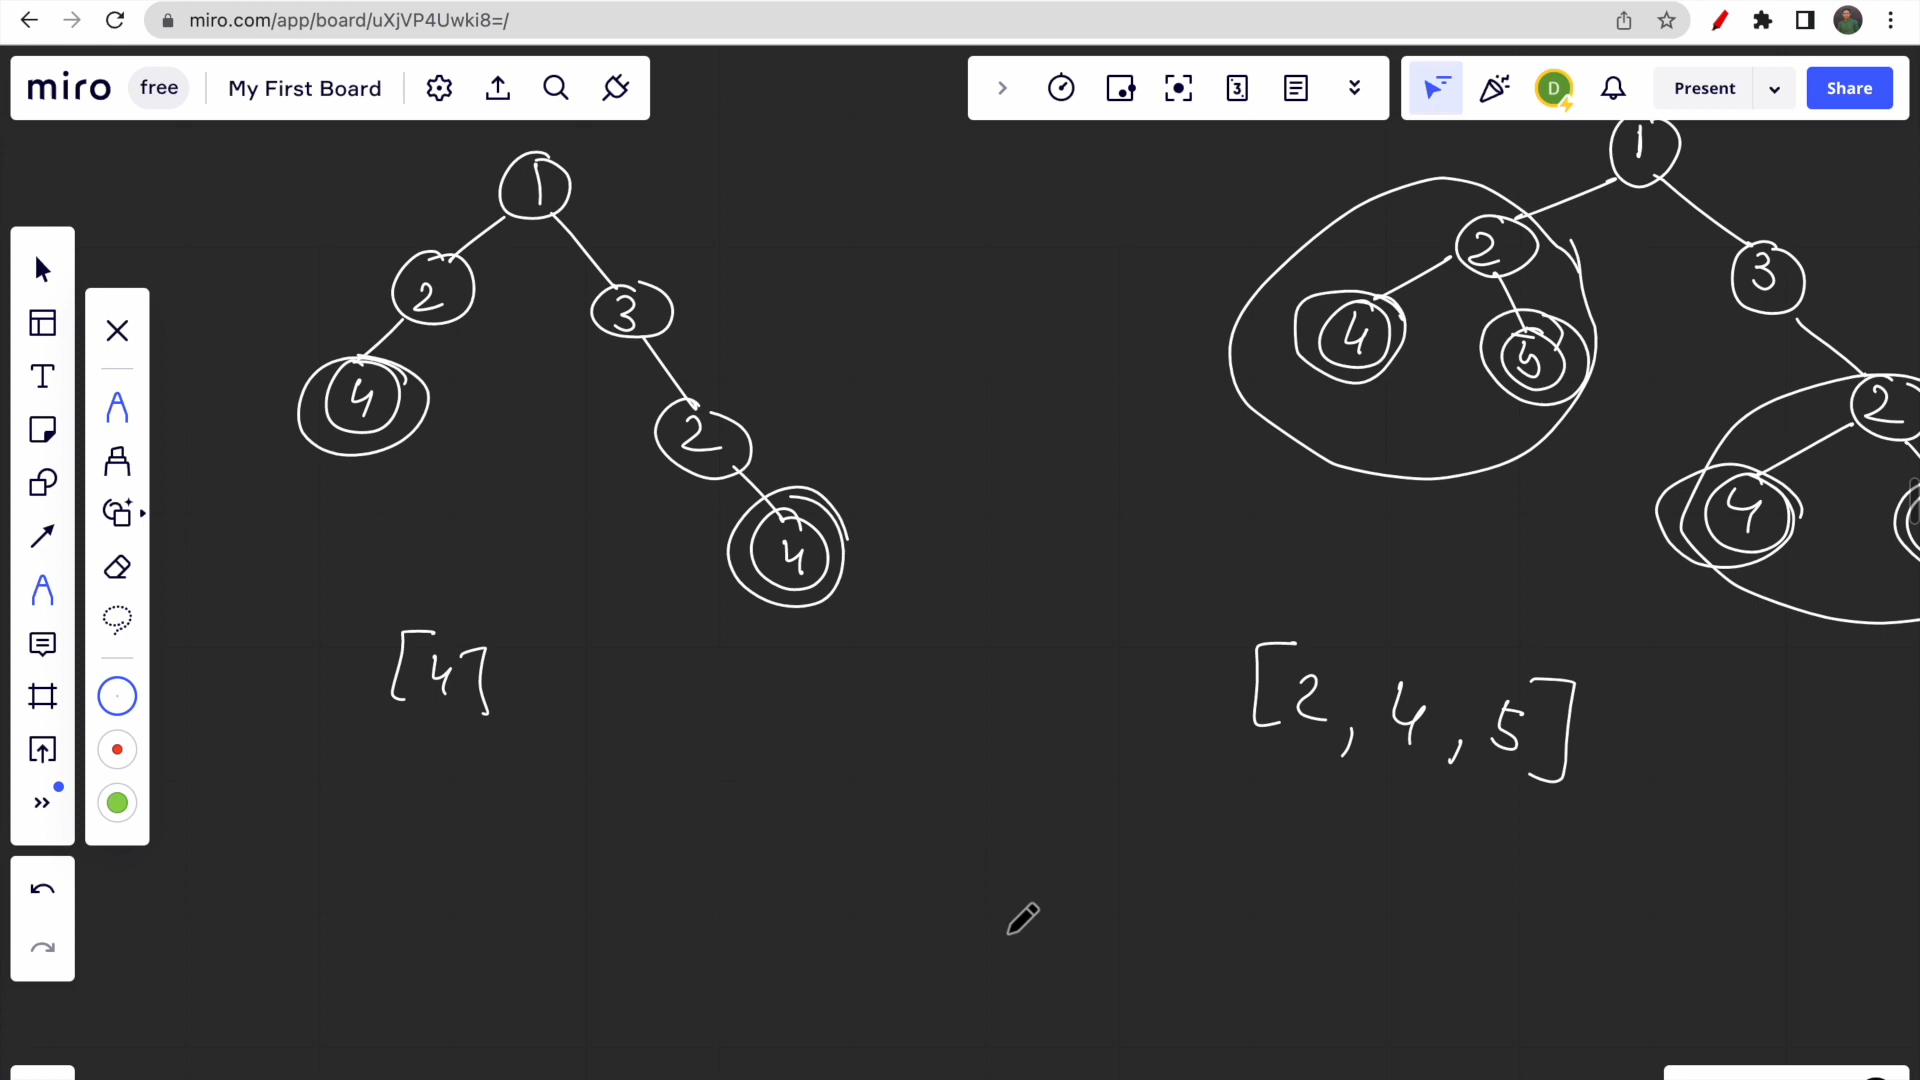 miro.com/app/board/uXjVP4Uwki8=/
miro free My First Board
3 D Present Share
1
2 3
4 2
4
1
2 3
4 5 2
4
[4]
[2, 4, 5]
T